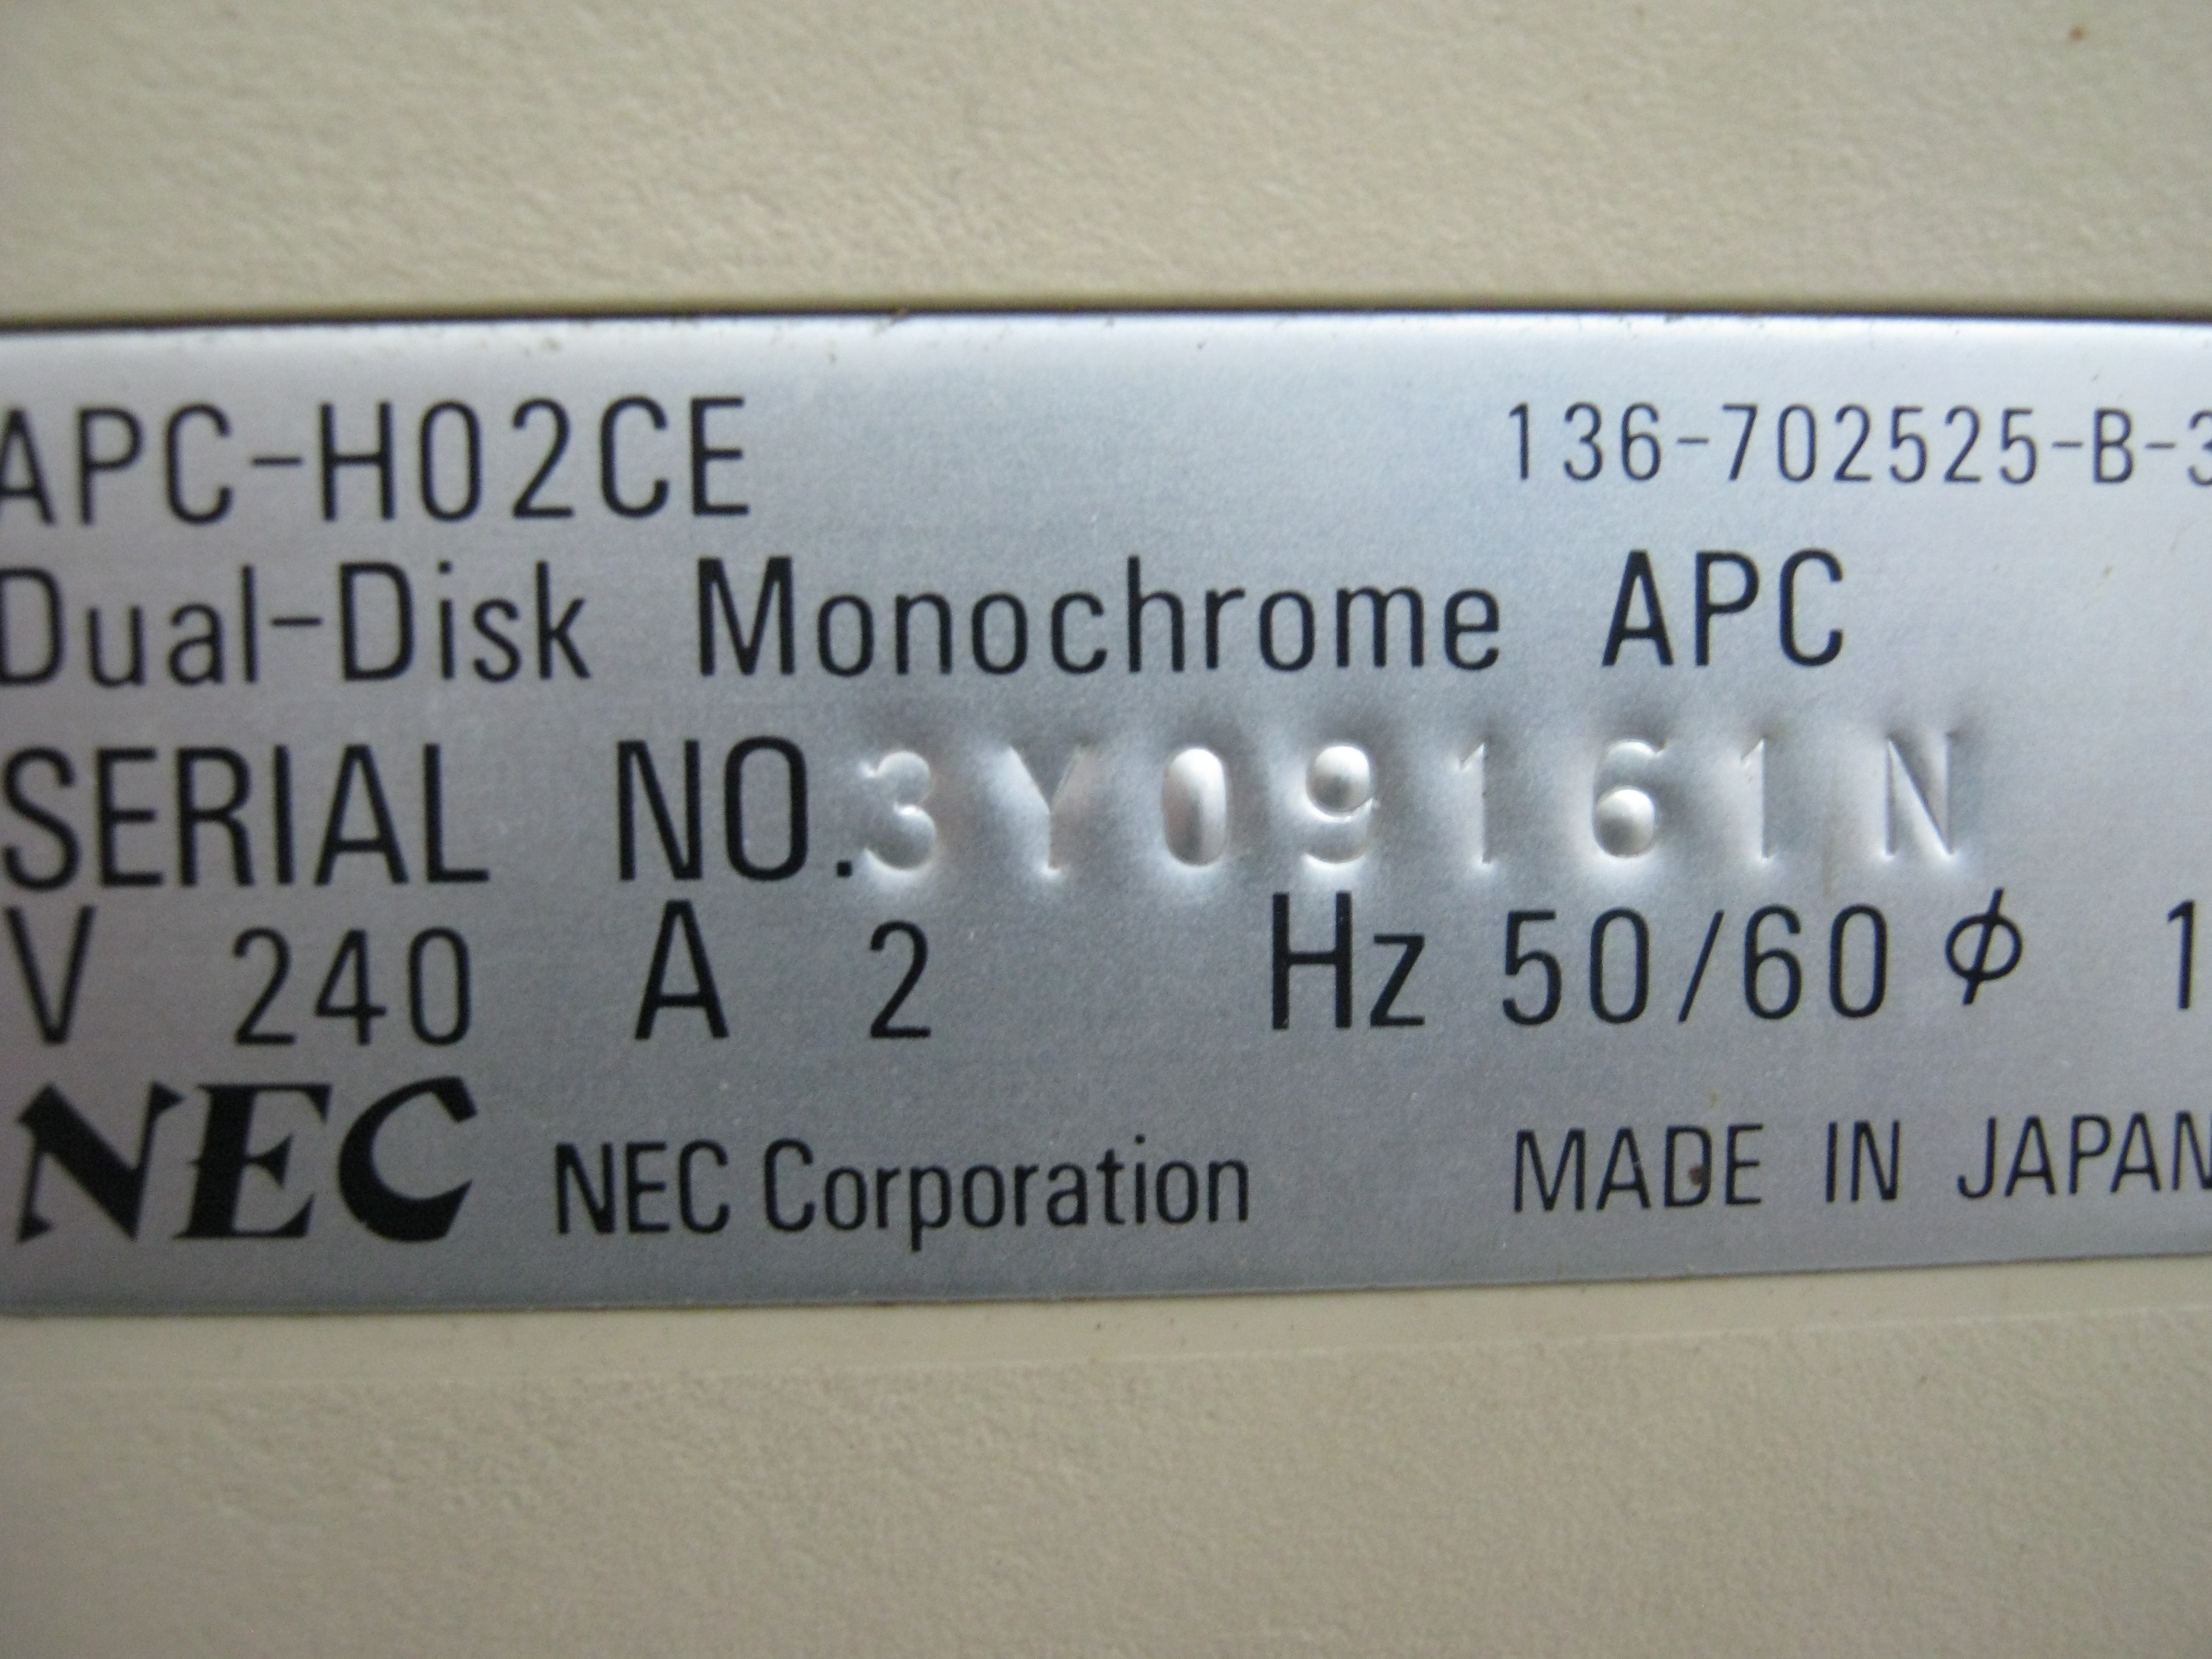 APC-H02CE 136-702525-B-3
Dual-Disk Monochrome APC
SERIAL NO.3Y09161N
V 240 A 2 Hz 50/60 ϕ 1
NEC NEC Corporation MADE IN JAPAN